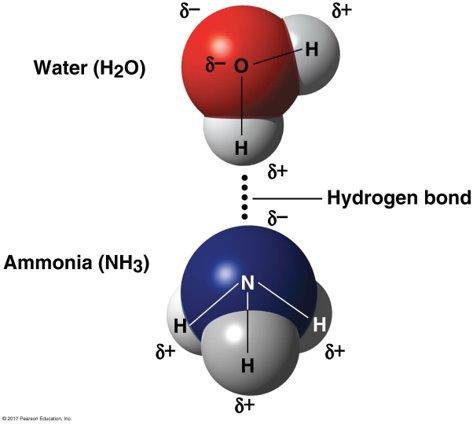 δ− δ+
δ− O H
Water (H2O)
H
δ+
Hydrogen bond
δ−
Ammonia (NH3)
N
H H
δ+ δ+
H
δ+
© 2017 Pearson Education, Inc.